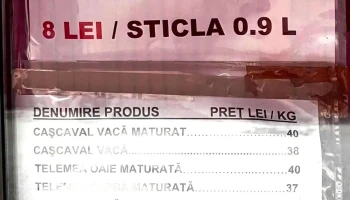 8 LEI / STICLA 0.9 L
DENUMIRE PRODUS PRET LEI / KG
CAȘCAVAL VACĂ MATURAT 40
CAȘCAVAL VACĂ 38
TELEMEA OAIE MATURATĂ 40
MATURATĂ 37